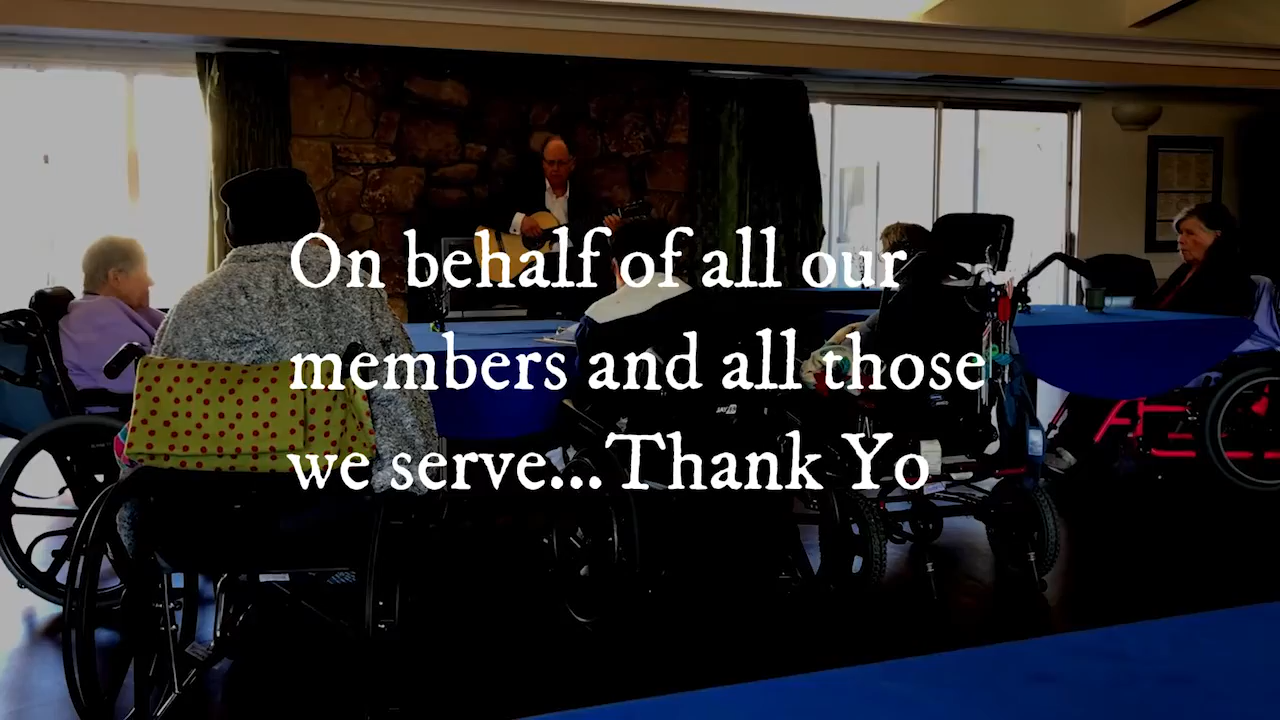 On behalf of all our
members and all those
we serve... Thank Yo